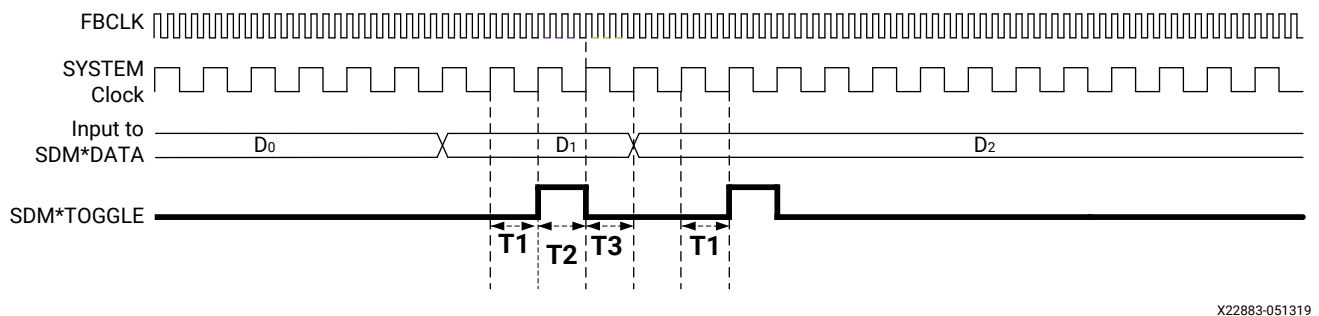 FBCLK
SYSTEM
Clock
Input to
SDM*DATA
D0
D1
D2
SDM*TOGGLE
T1
T2
T3
T1
X22883-051319